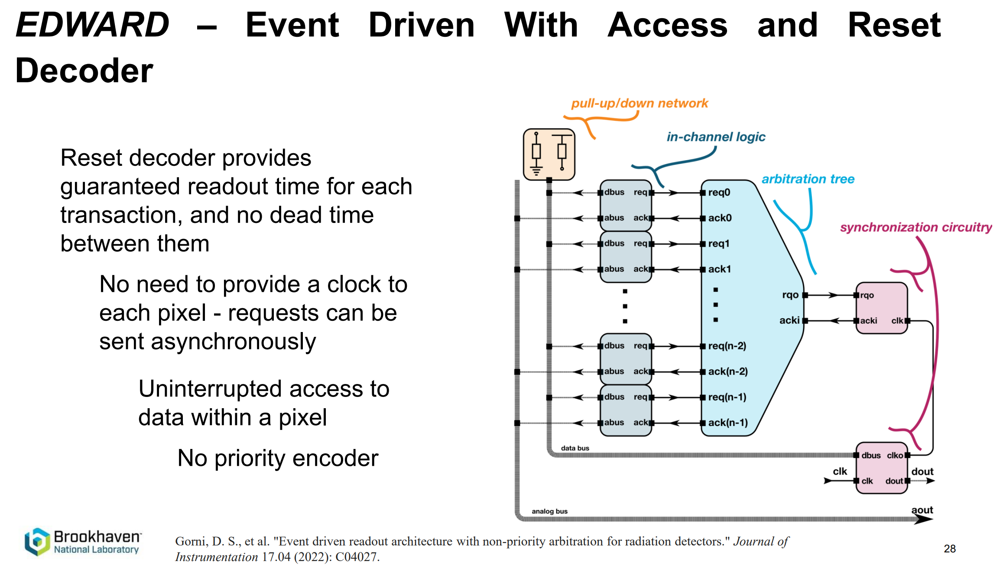 EDWARD – Event Driven With Access and Reset
Decoder
Reset decoder provides
guaranteed readout time for each
transaction, and no dead time
between them
No need to provide a clock to
each pixel - requests can be
sent asynchronously
Uninterrupted access to
data within a pixel
No priority encoder
pull-up/down network
in-channel logic
arbitration tree
synchronization circuitry
dbus req
abus ack
dbus req
abus ack
dbus req
abus ack
dbus req
abus ack
req0
ack0
req1
ack1
req(n-2)
ack(n-2)
req(n-1)
ack(n-1)
rqo
acki
rqo
acki clk
data bus
dbus clko
clk
clk dout
dout
analog bus
aout
Brookhaven™
National Laboratory
Gorni, D. S., et al. "Event driven readout architecture with non-priority arbitration for radiation detectors." Journal of
Instrumentation 17.04 (2022): C04027.
28